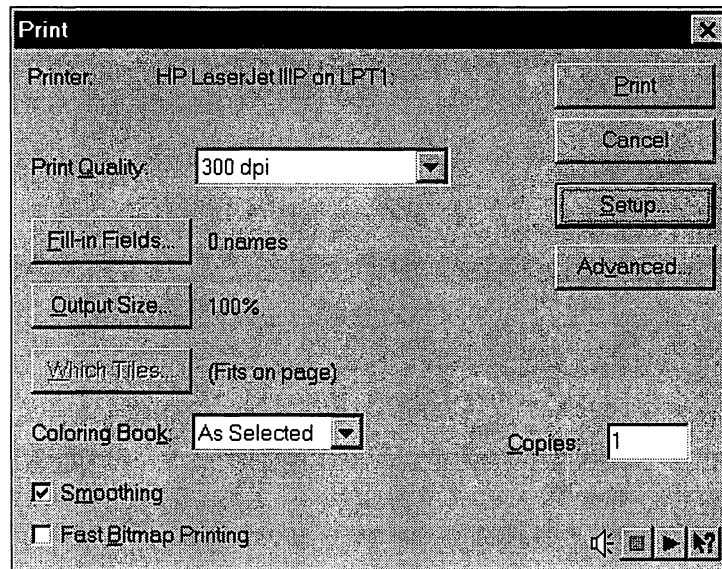 Print
Printer: HP LaserJet IIIP on LPT1:
Print
Cancel
Print Quality: 300 dpi
Setup...
Fill-in Fields... 0 names
Advanced...
Output Size... 100%
Which Tiles... (Fits on page)
Coloring Book: As Selected
Copies: 1
Smoothing
Fast Bitmap Printing